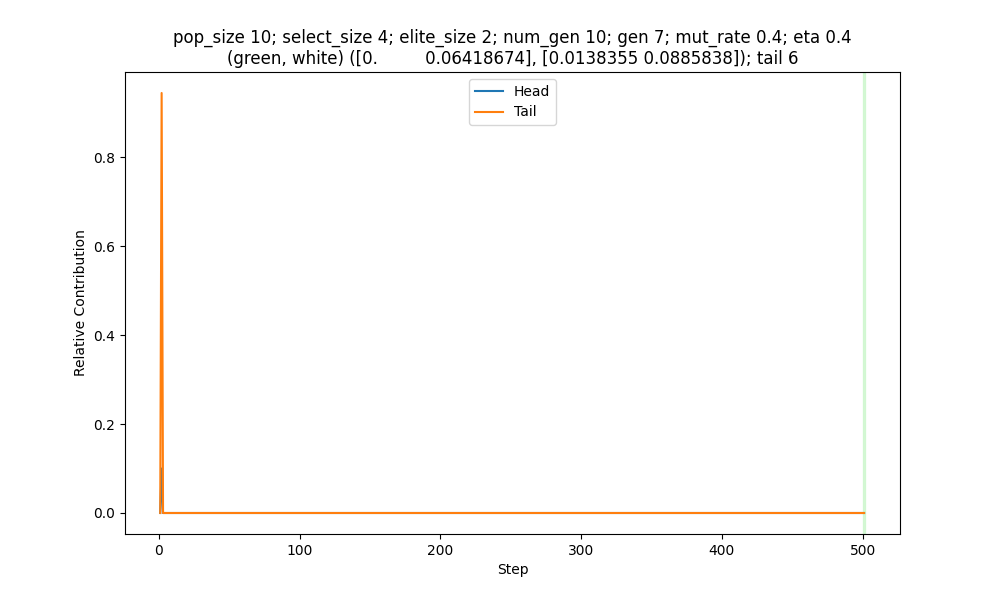 pop_size 10; select_size 4; elite_size 2; num_gen 10; gen 7; mut_rate 0.4; eta 0.4
(green, white) ([0.          0.06418674], [0.0138355 0.0885838]); tail 6
Head
Tail
0.8
0.6
0.4
0.2
0.0
Relative Contribution
0
100
200
300
400
500
Step